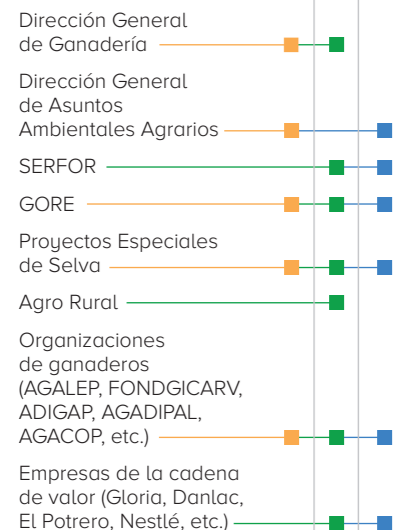 Dirección General
de Ganadería
Dirección General
de Asuntos
Ambientales Agrarios
SERFOR
GORE
Proyectos Especiales
de Selva
Agro Rural
Organizaciones
de ganaderos
(AGALEP, FONDGICARV,
ADIGAP, AGADIPAL,
AGACOP, etc.)
Empresas de la cadena
de valor (Gloria, Danlac,
El Potrero, Nestlé, etc.)